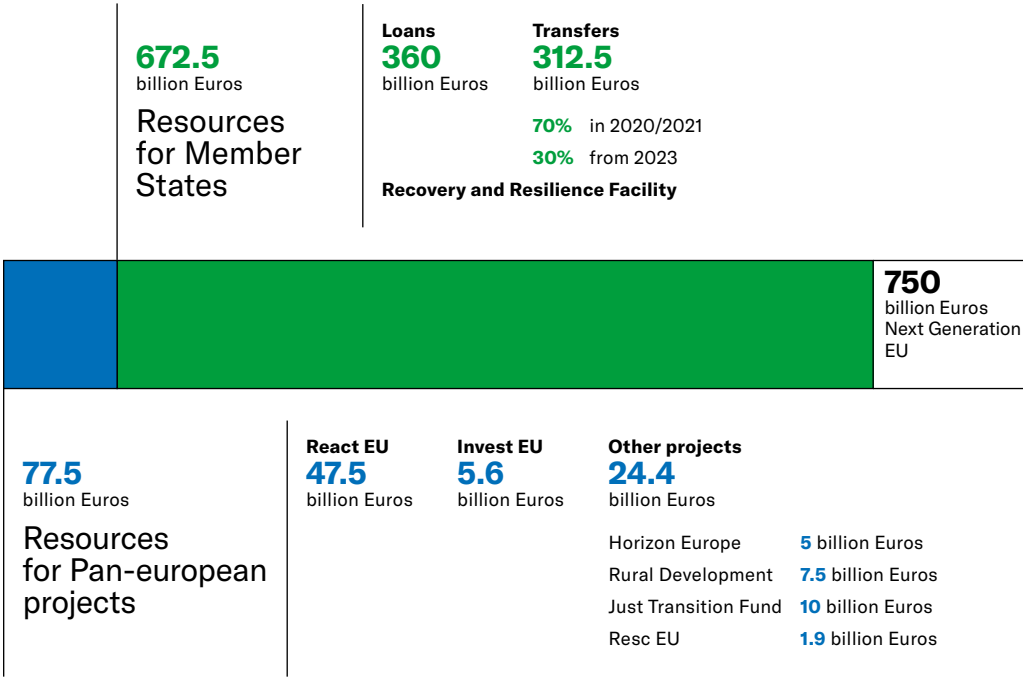 672.5
billion Euros
Resources
for Member
States
Loans
360
billion Euros
Transfers
312.5
billion Euros
70% in 2020/2021
30% from 2023
Recovery and Resilience Facility
750
billion Euros
Next Generation
EU
77.5
billion Euros
Resources
for Pan-european
projects
React EU
47.5
billion Euros
Invest EU
5.6
billion Euros
Other projects
24.4
billion Euros
Horizon Europe 5 billion Euros
Rural Development 7.5 billion Euros
Just Transition Fund 10 billion Euros
Resc EU 1.9 billion Euros